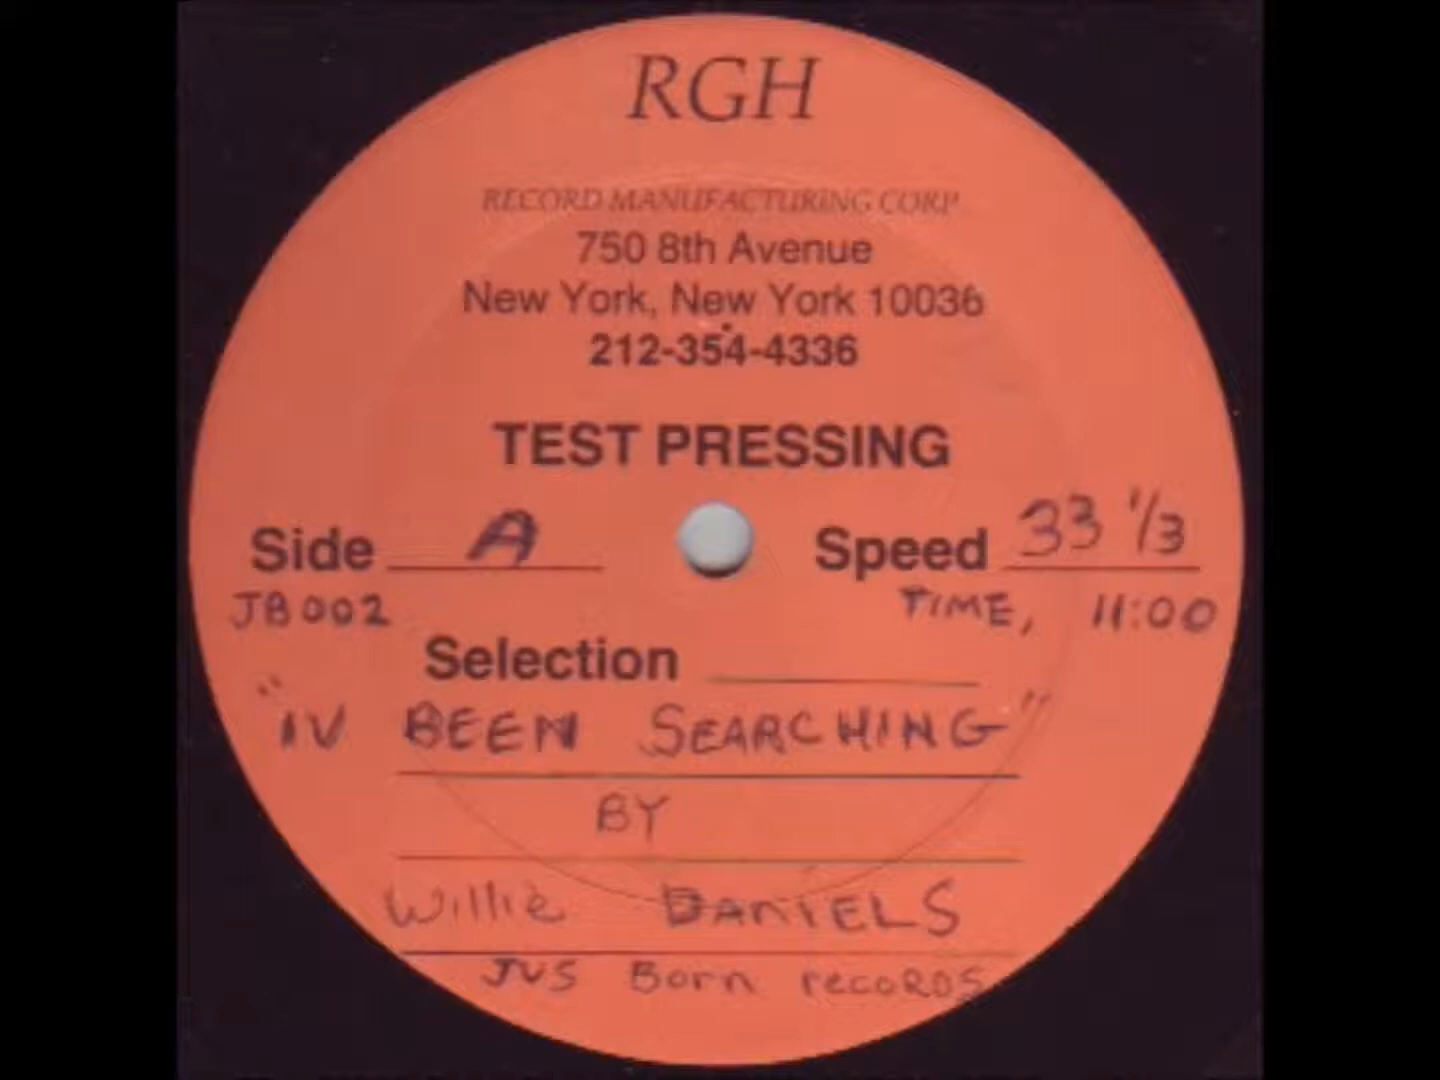 RGH
RECORD MANUFACTURING CORP
750 8th Avenue
New York, New York 10036
212-354-4336
TEST PRESSING
Side A Speed 33 1/3
JB002 TIME, 11:00
Selection
"IV BEEN SEARCHING"
BY
Willie DANIELS
JUS Born recoRDS